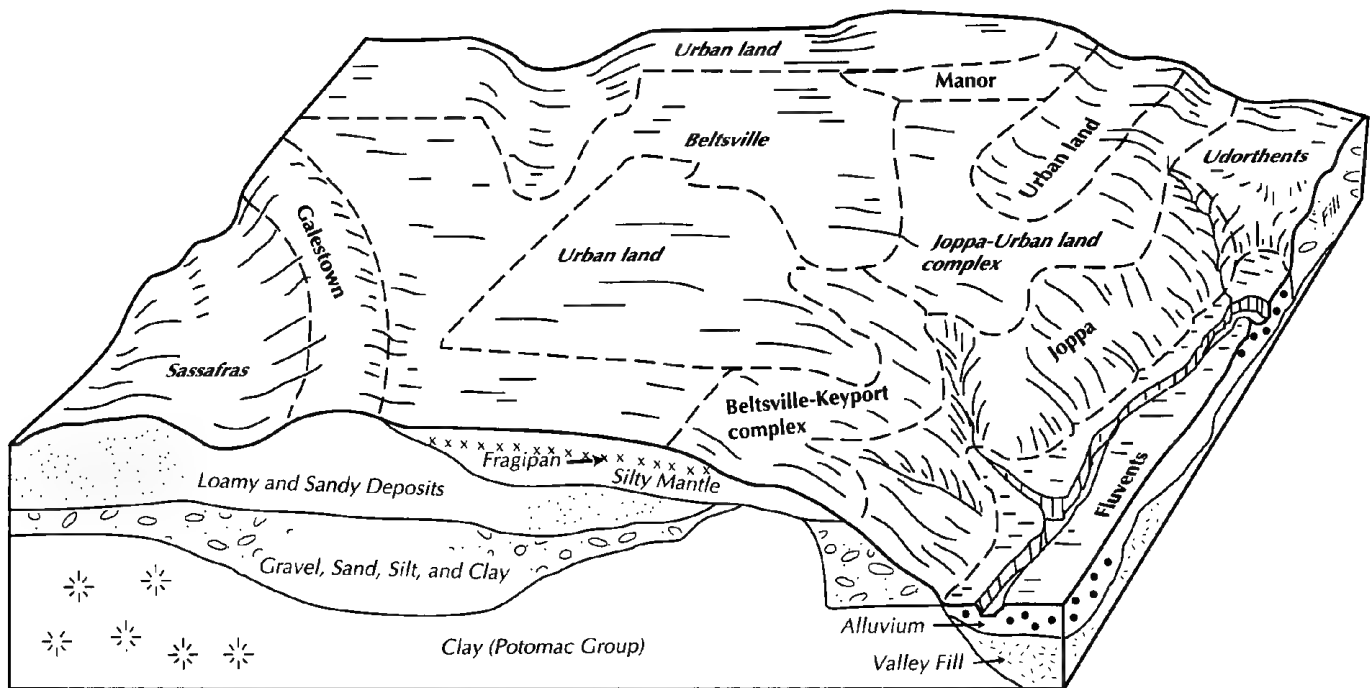 Urban land
Manor
Beltsville
Urban land
Udorthents
Fill
Galestown
Urban land
Joppa-Urban land
complex
Joppa
Sassafras
Beltsville-Keyport
complex
Fragipan
Silty Mantle
Loamy and Sandy Deposits
Fluvents
Gravel, Sand, Silt, and Clay
Alluvium
Clay (Potomac Group)
Valley Fill